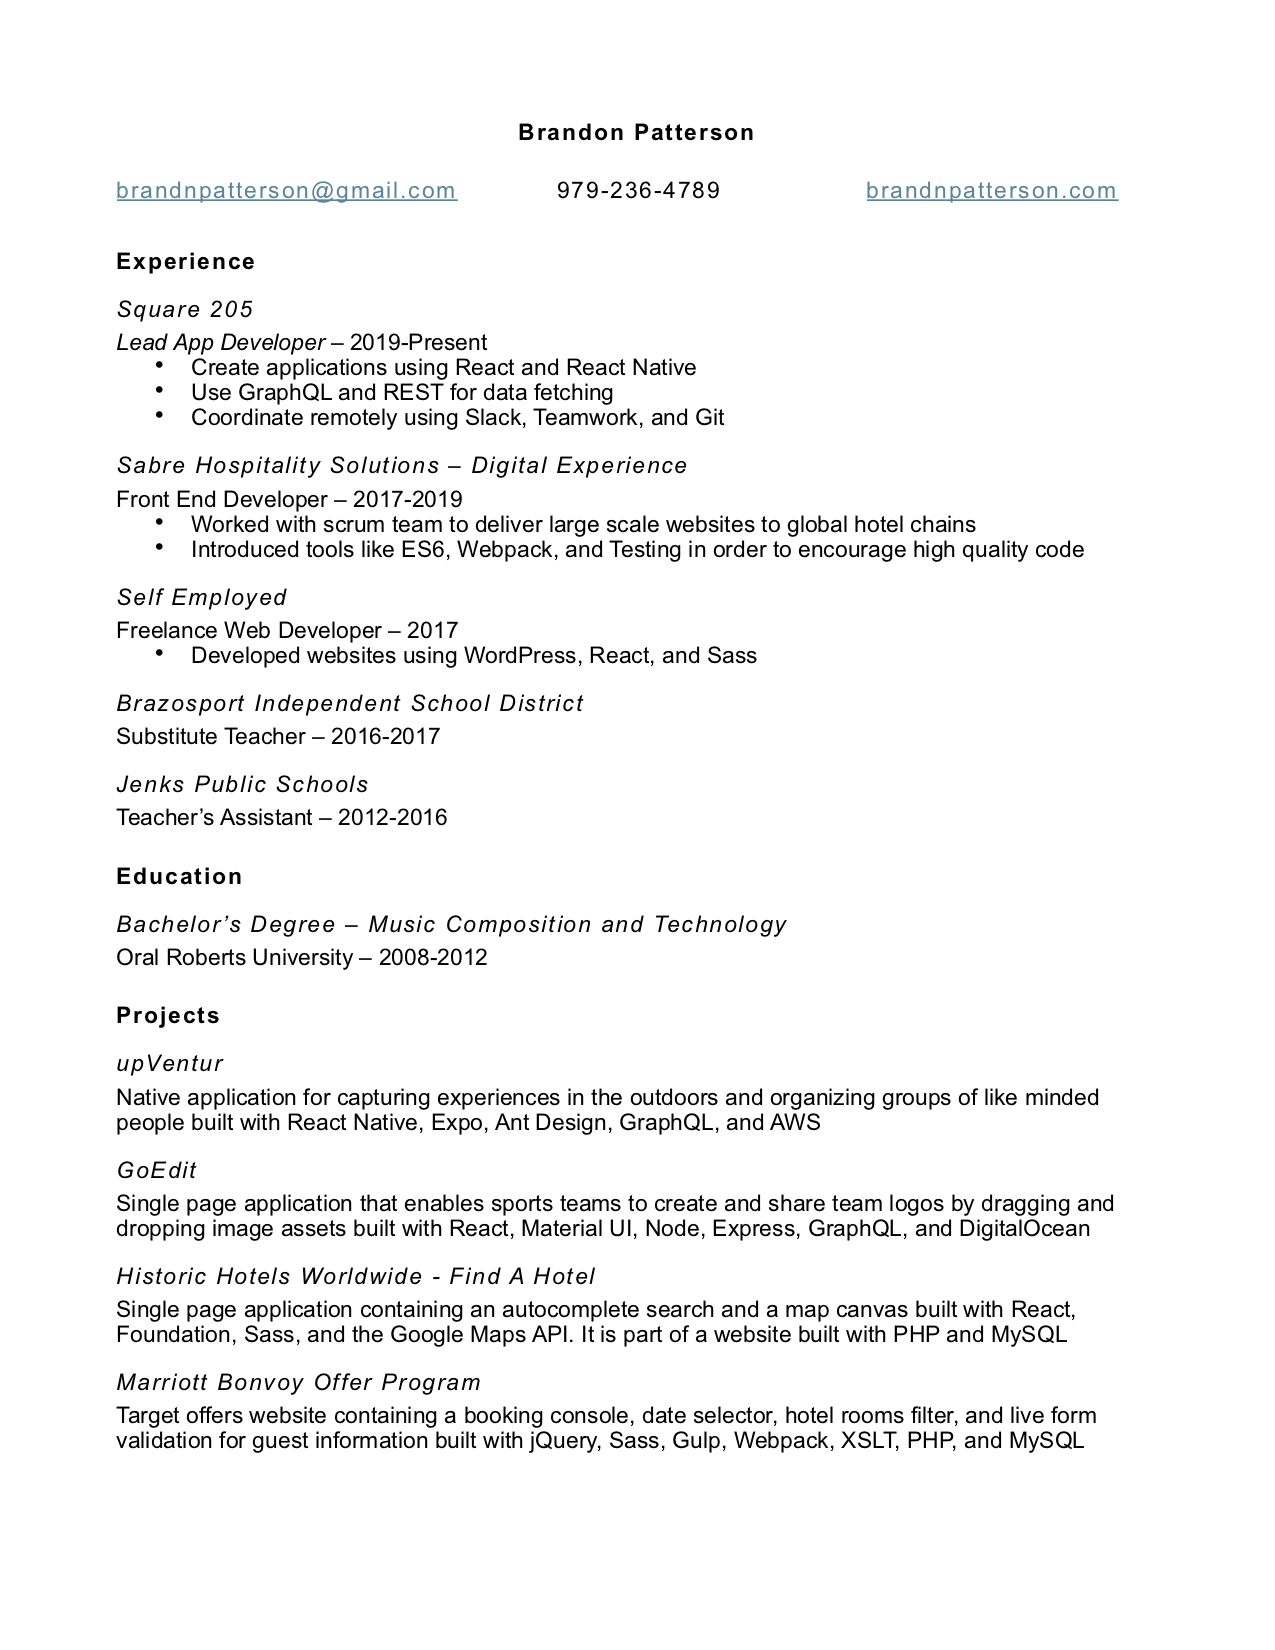 Brandon Patterson
brandnpatterson@gmail.com 979-236-4789 brandnpatterson.com
Experience
Square 205
Lead App Developer – 2019-Present
• Create applications using React and React Native
• Use GraphQL and REST for data fetching
• Coordinate remotely using Slack, Teamwork, and Git
Sabre Hospitality Solutions – Digital Experience
Front End Developer – 2017-2019
• Worked with scrum team to deliver large scale websites to global hotel chains
• Introduced tools like ES6, Webpack, and Testing in order to encourage high quality code
Self Employed
Freelance Web Developer – 2017
• Developed websites using WordPress, React, and Sass
Brazosport Independent School District
Substitute Teacher – 2016-2017
Jenks Public Schools
Teacher’s Assistant – 2012-2016
Education
Bachelor’s Degree – Music Composition and Technology
Oral Roberts University – 2008-2012
Projects
upVentur
Native application for capturing experiences in the outdoors and organizing groups of like minded
people built with React Native, Expo, Ant Design, GraphQL, and AWS
GoEdit
Single page application that enables sports teams to create and share team logos by dragging and
dropping image assets built with React, Material UI, Node, Express, GraphQL, and DigitalOcean
Historic Hotels Worldwide - Find A Hotel
Single page application containing an autocomplete search and a map canvas built with React,
Foundation, Sass, and the Google Maps API. It is part of a website built with PHP and MySQL
Marriott Bonvoy Offer Program
Target offers website containing a booking console, date selector, hotel rooms filter, and live form
validation for guest information built with jQuery, Sass, Gulp, Webpack, XSLT, PHP, and MySQL